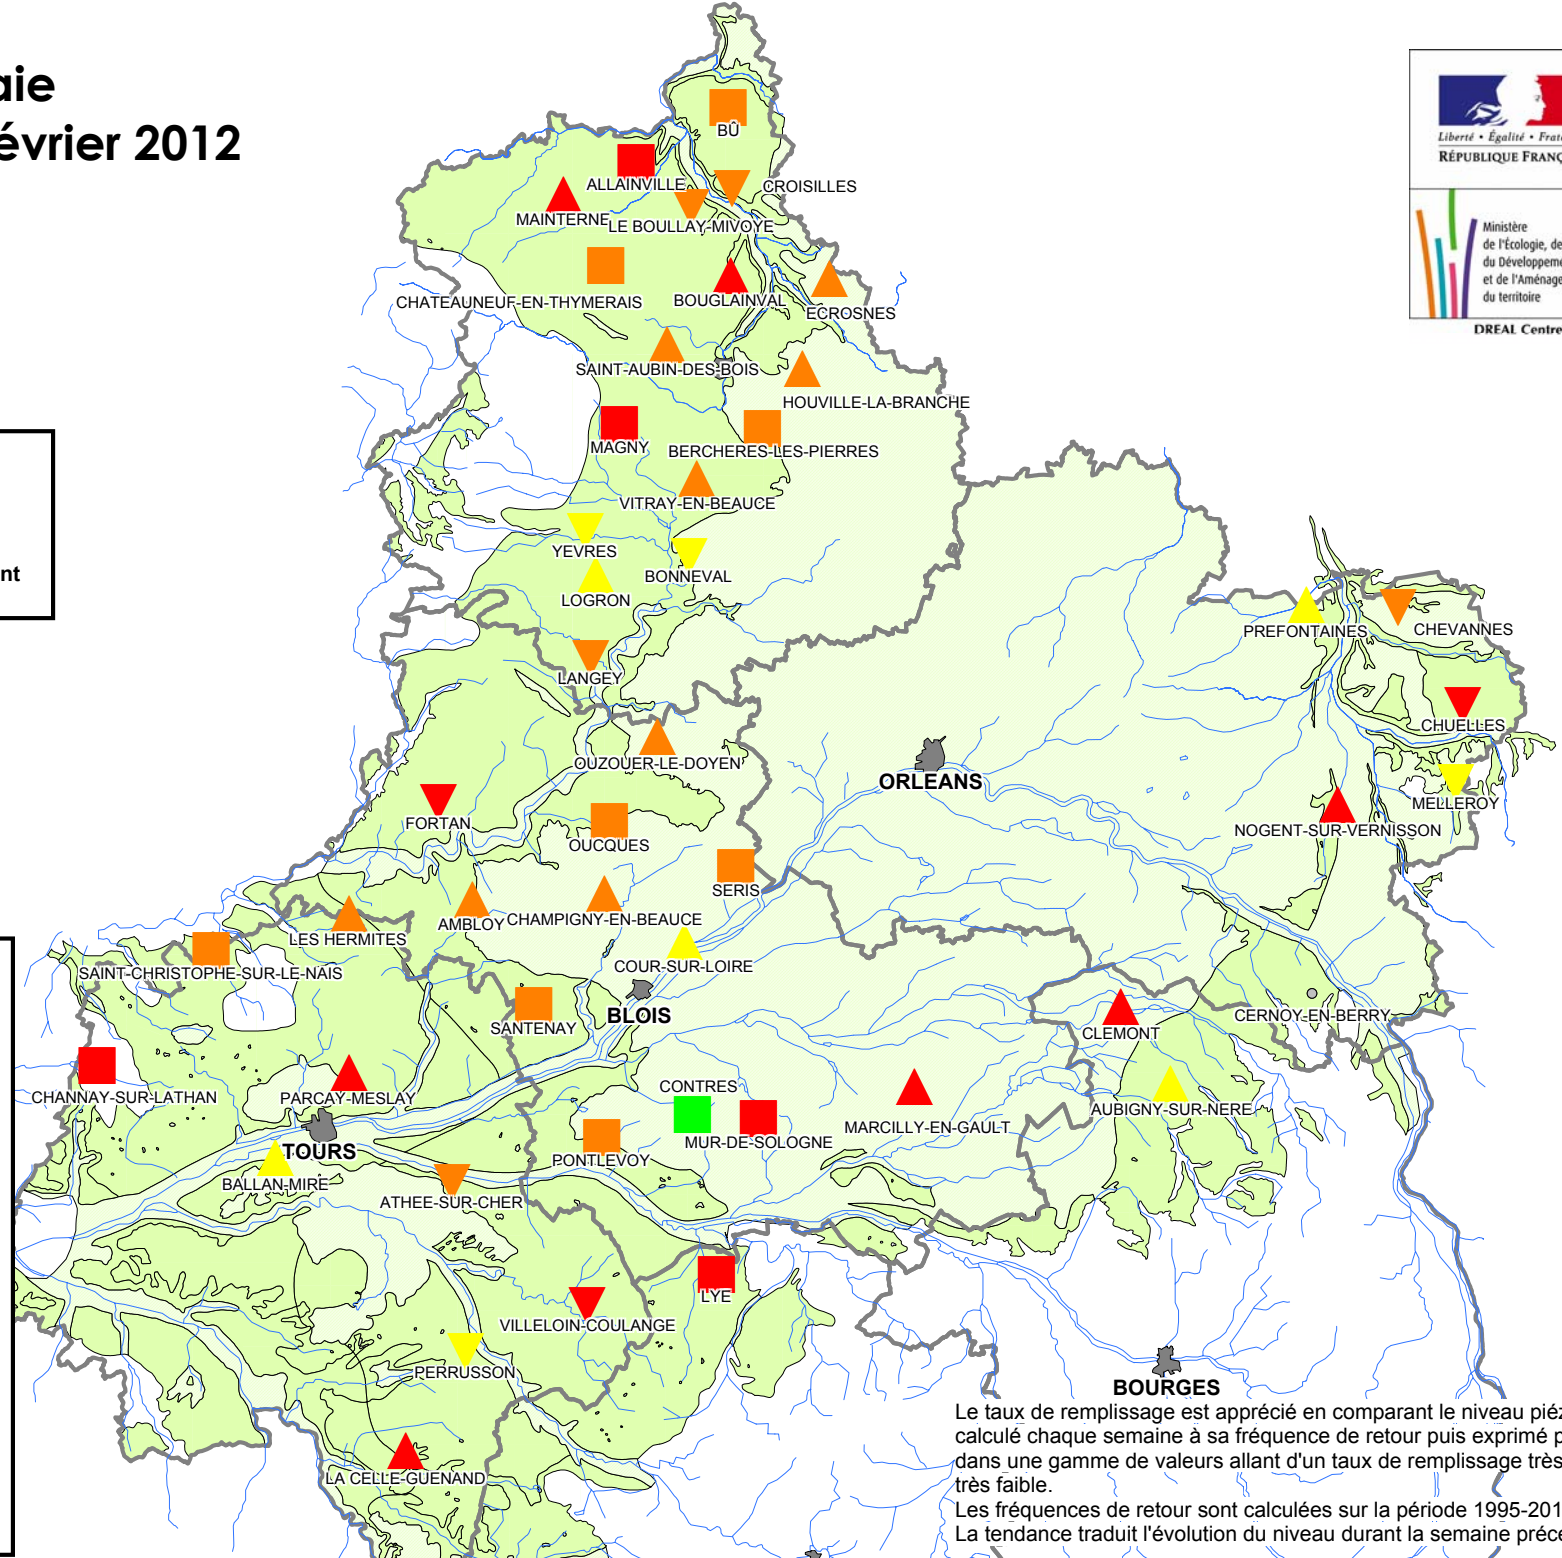 aie
évrier 2012
Liberté • Égalité • Frate
RÉPUBLIQUE FRANÇ
Ministère
de l'Écologie, de
du Développeme
et de l'Aménage
du territoire
DREAL Centre
nt
BÛ
ALLAINVILLE
CROISILLES
MAINTERNE
LE BOULLAY-MIVOYE
CHATEAUNEUF-EN-THYMERAIS
BOUGLAINVAL
ECROSNES
SAINT-AUBIN-DES-BOIS
HOUVILLE-LA-BRANCHE
MAGNY
BERCHERES-LES-PIERRES
VITRAY-EN-BEAUCE
YEVRES
BONNEVAL
LOGRON
PREFONTAINES
CHEVANNES
LANGEY
CHUELLES
OUZOUER-LE-DOYEN
ORLEANS
MELLEROY
FORTAN
NOGENT-SUR-VERNISSON
OUCQUES
SERIS
AMBLOY
CHAMPIGNY-EN-BEAUCE
LES HERMITES
COUR-SUR-LOIRE
SAINT-CHRISTOPHE-SUR-LE-NAIS
SANTENAY
BLOIS
CLEMONT
CERNOY-EN-BERRY
CHANNAY-SUR-LATHAN
PARCAY-MESLAY
CONTRES
AUBIGNY-SUR-NERE
MARCILLY-EN-GAULT
MUR-DE-SOLOGNE
TOURS
PONTLEVOY
BALLAN-MIRE
ATHEE-SUR-CHER
LYE
VILLELOIN-COULANGE
PERRUSSON
BOURGES
LA CELLE-GUENAND
Le taux de remplissage est apprécié en comparant le niveau piéz
calculé chaque semaine à sa fréquence de retour puis exprimé p
dans une gamme de valeurs allant d'un taux de remplissage très
très faible.
Les fréquences de retour sont calculées sur la période 1995-201
La tendance traduit l'évolution du niveau durant la semaine préce